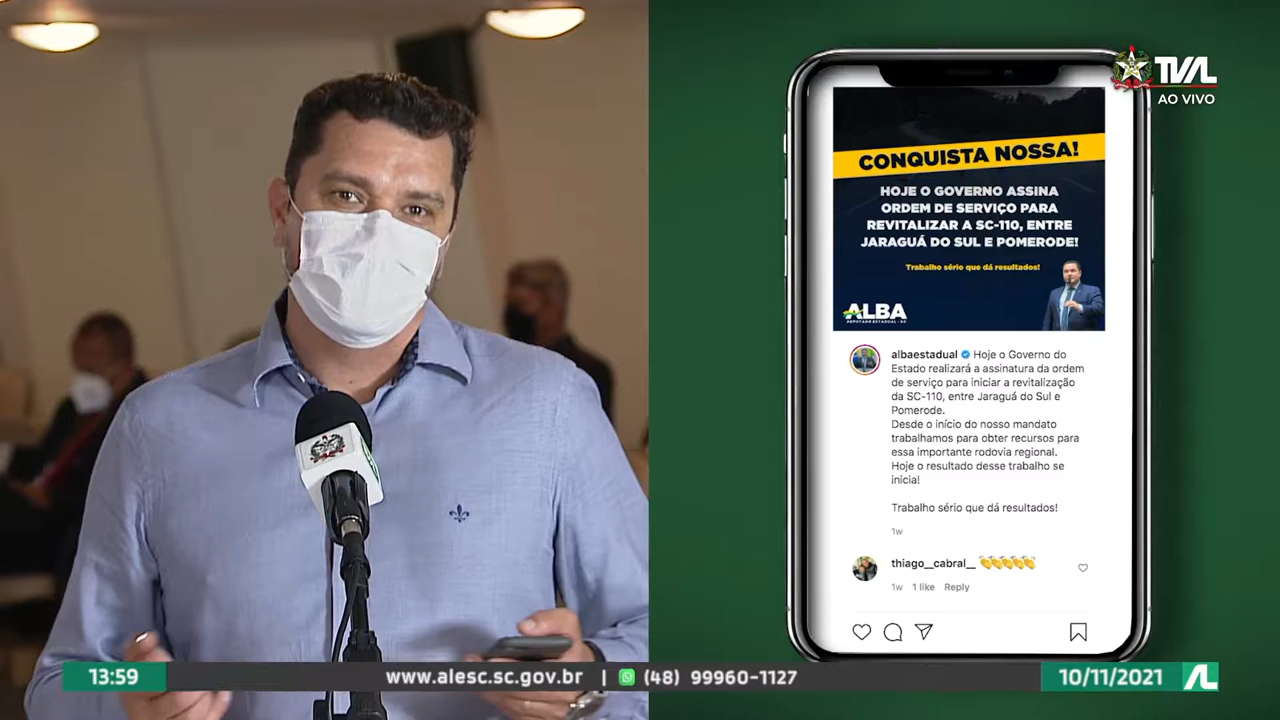 TVAL
AO VIVO
CONQUISTA NOSSA!
HOJE O GOVERNO ASSINA
ORDEM DE SERVIÇO PARA
REVITALIZAR A SC-110, ENTRE
JARAGUÁ DO SUL E POMERODE!
Trabalho sério que dá resultados!
ALBA
DEPUTADO ESTADUAL - SC
albaestadual Hoje o Governo do
Estado realizará a assinatura da ordem
de serviço para iniciar a revitalização
da SC-110, entre Jaraguá do Sul e
Pomerode.
Desde o início do nosso mandato
trabalhamos para obter recursos para
essa importante rodovia regional.
Hoje o resultado desse trabalho se
inicia!
Trabalho sério que dá resultados!
1w
thiago__cabral__ 👏👏👏👏👏
1w 1 like Reply
13:59 www.alesc.sc.gov.br | (48) 99960-1127 10/11/2021 AL